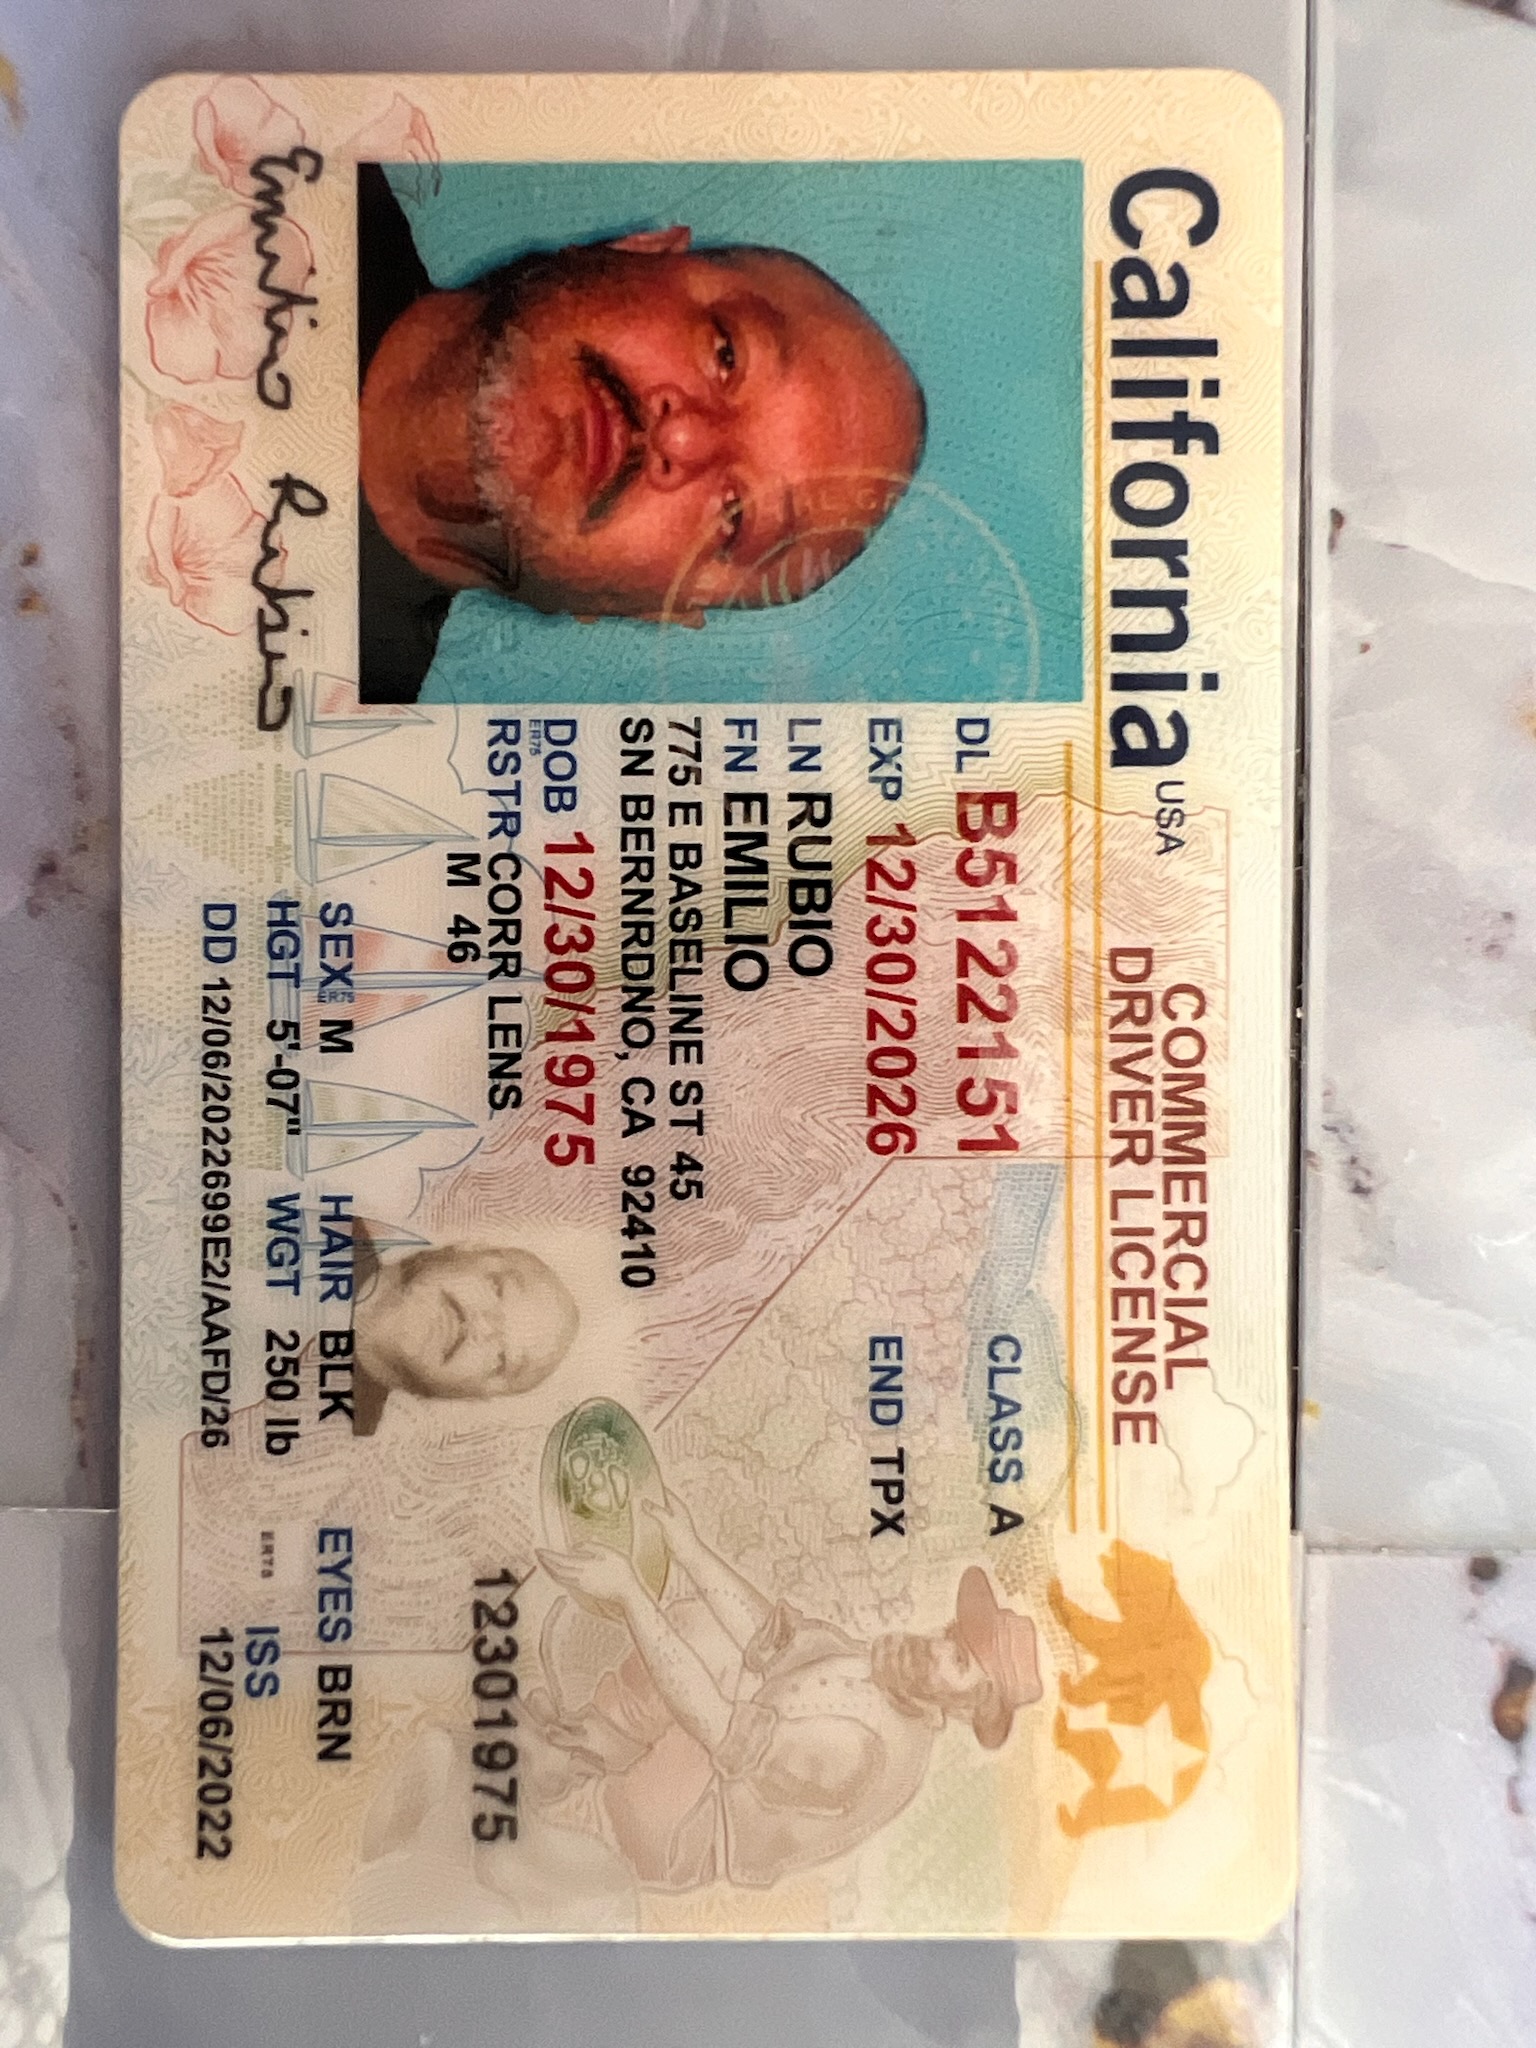 California USA COMMERCIAL
DRIVER LICENSE
DL B5122151 CLASS A
EXP 12/30/2026 END TPX
LN RUBIO
FN EMILIO
775 E BASELINE ST 45
SN BERNRDNO, CA 92410
DOB 12/30/1975
RSTR CORR LENS
M 46
12301975
SEX M HAIR BLK EYES BRN
HGT 5'-07" WGT 250 lb
ISS
DD 12/06/2022699E2/AAFD/26 12/06/2022
Emilio Rubio